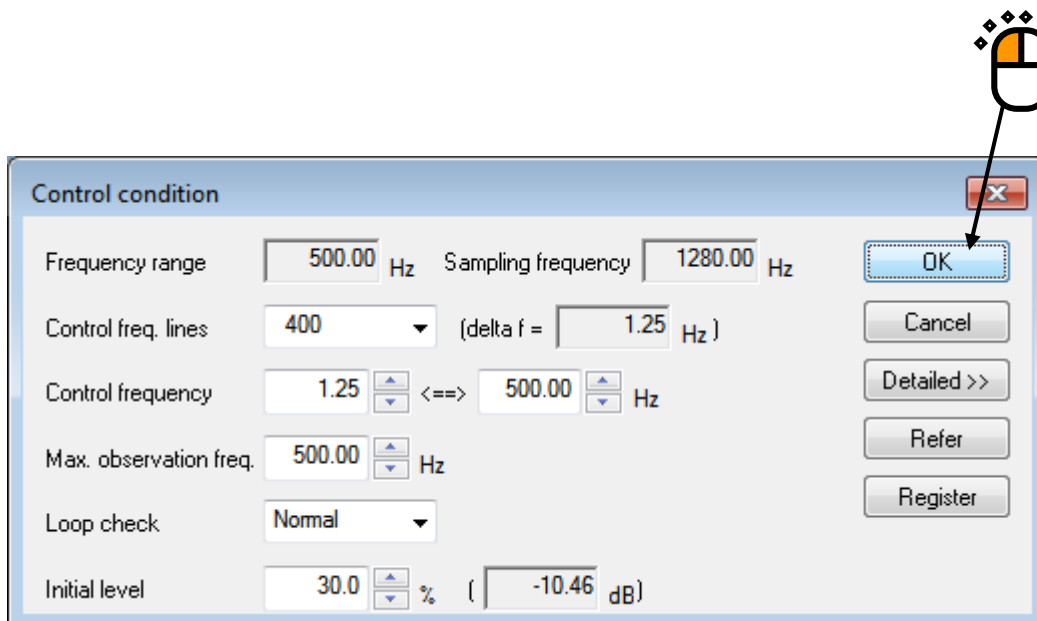 Control condition
Frequency range 500.00 Hz Sampling frequency 1280.00 Hz OK
Control freq. lines 400 (delta f = 1.25 Hz ) Cancel
Control frequency 1.25 <==> 500.00 Hz Detailed >>
Max. observation freq. 500.00 Hz Refer
Loop check Normal Register
Initial level 30.0 % ( -10.46 dB)